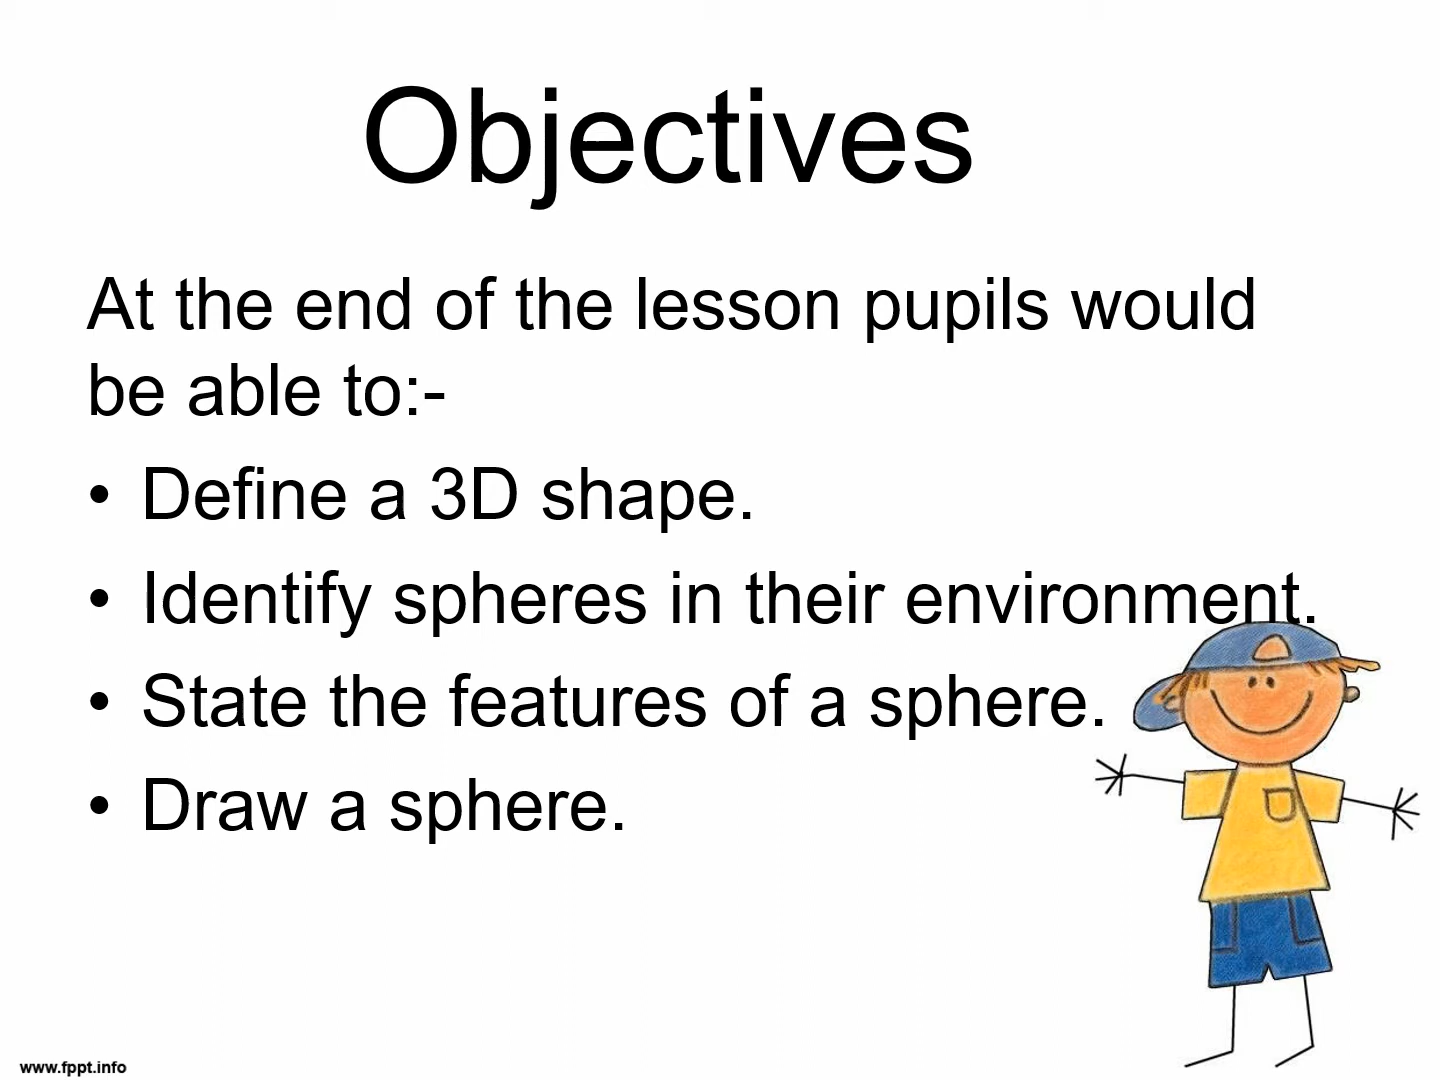 Objectives
At the end of the lesson pupils would
be able to:-
• Define a 3D shape.
• Identify spheres in their environment.
• State the features of a sphere.
• Draw a sphere.
www.fppt.info